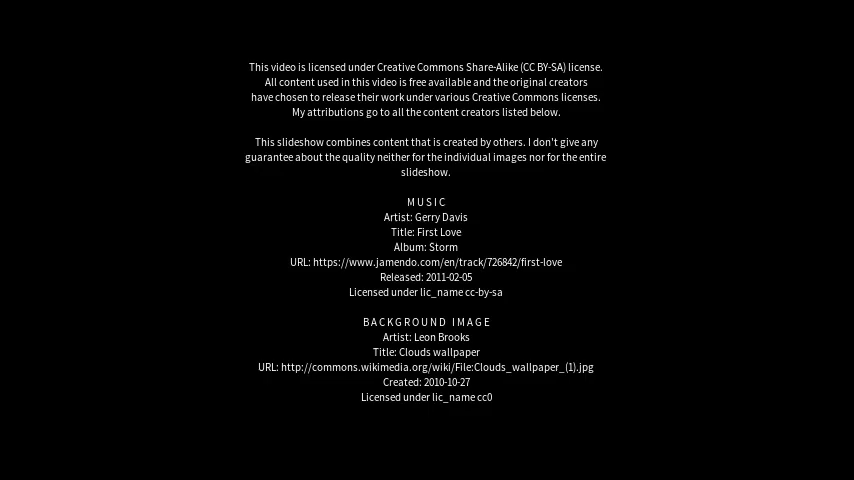 This video is licensed under Creative Commons Share-Alike (CC BY-SA) license.
All content used in this video is free available and the original creators
have chosen to release their work under various Creative Commons licenses.
My attributions go to all the content creators listed below.
This slideshow combines content that is created by others. I don't give any
guarantee about the quality neither for the individual images nor for the entire
slideshow.
MUSIC
Artist: Gerry Davis
Title: First Love
Album: Storm
URL: https://www.jamendo.com/en/track/726842/first-love
Released: 2011-02-05
Licensed under lic_name cc-by-sa
BACKGROUND IMAGE
Artist: Leon Brooks
Title: Clouds wallpaper
URL: http://commons.wikimedia.org/wiki/File:Clouds_wallpaper_(1).jpg
Created: 2010-10-27
Licensed under lic_name cc0